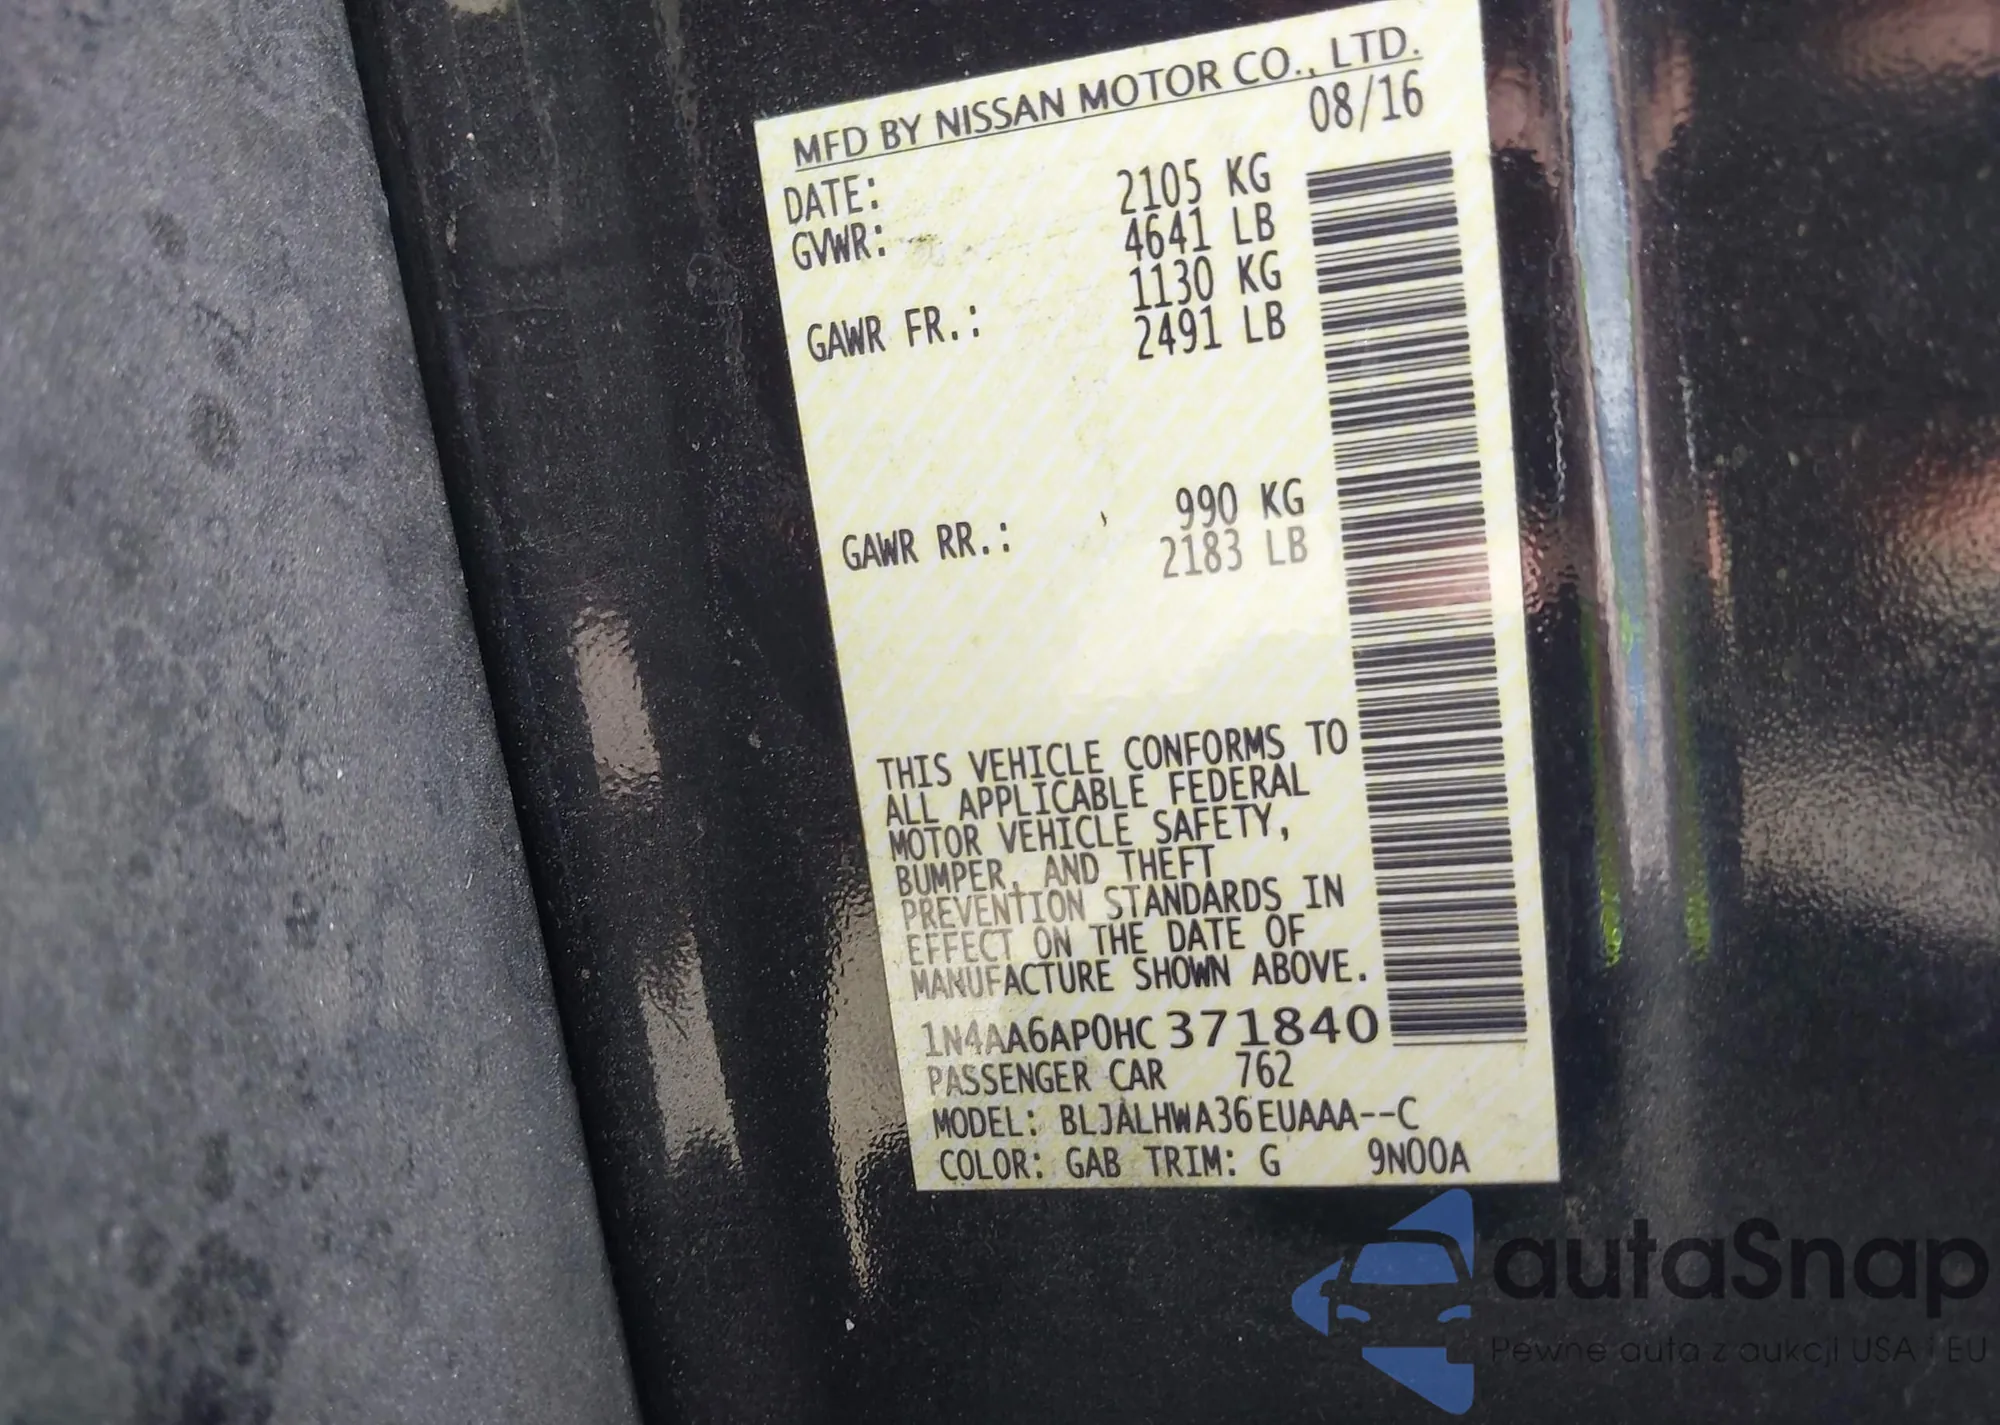 MFD BY NISSAN MOTOR CO., LTD.
DATE: 08/16
GVWR: 2105 KG
4641 LB
GAWR FR.: 1130 KG
2491 LB
GAWR RR.: 990 KG
2183 LB
THIS VEHICLE CONFORMS TO
ALL APPLICABLE FEDERAL
MOTOR VEHICLE SAFETY,
BUMPER, AND THEFT
PREVENTION STANDARDS IN
EFFECT ON THE DATE OF
MANUFACTURE SHOWN ABOVE.
1N4AA6AP0HC371840
PASSENGER CAR 762
MODEL: BLJALHWA36EUAAA--C
COLOR: GAB TRIM: G 9N00A
autaSnap
Pewne auta z aukcji USA i EU